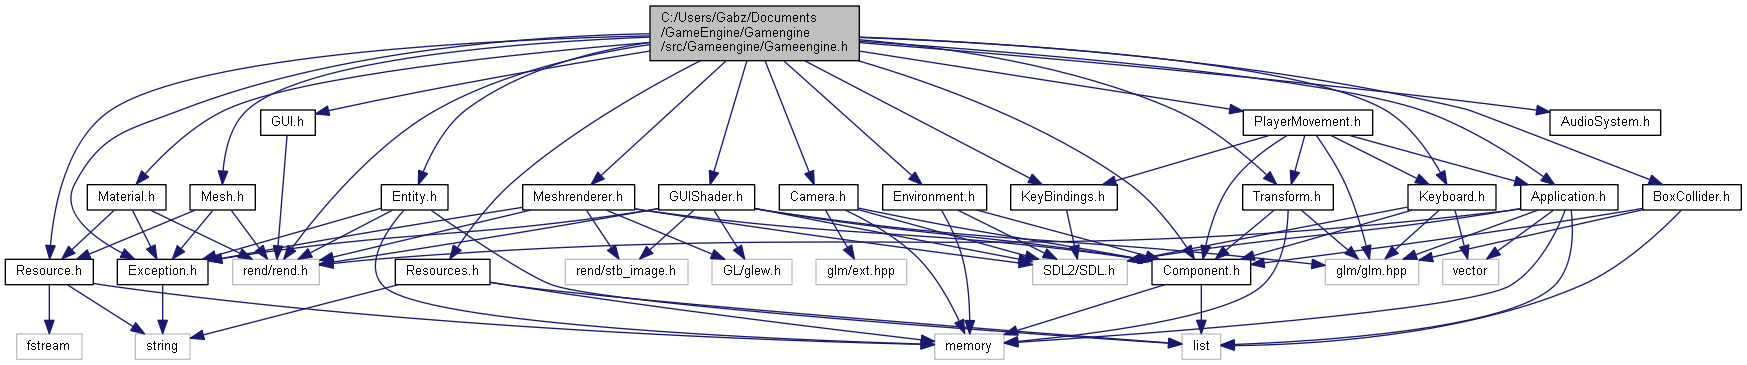 C:/Users/Gabz/Documents
/GameEngine/Gamengine
/src/Gameengine/Gameengine.h
GUI.h
PlayerMovement.h
AudioSystem.h
Material.h
Mesh.h
Entity.h
Meshrenderer.h
GUIShader.h
Camera.h
Environment.h
KeyBindings.h
Transform.h
Keyboard.h
Application.h
BoxCollider.h
Resource.h
Exception.h
rend/rend.h
Resources.h
rend/stb_image.h
GL/glew.h
glm/ext.hpp
SDL2/SDL.h
Component.h
glm/glm.hpp
vector
fstream
string
memory
list